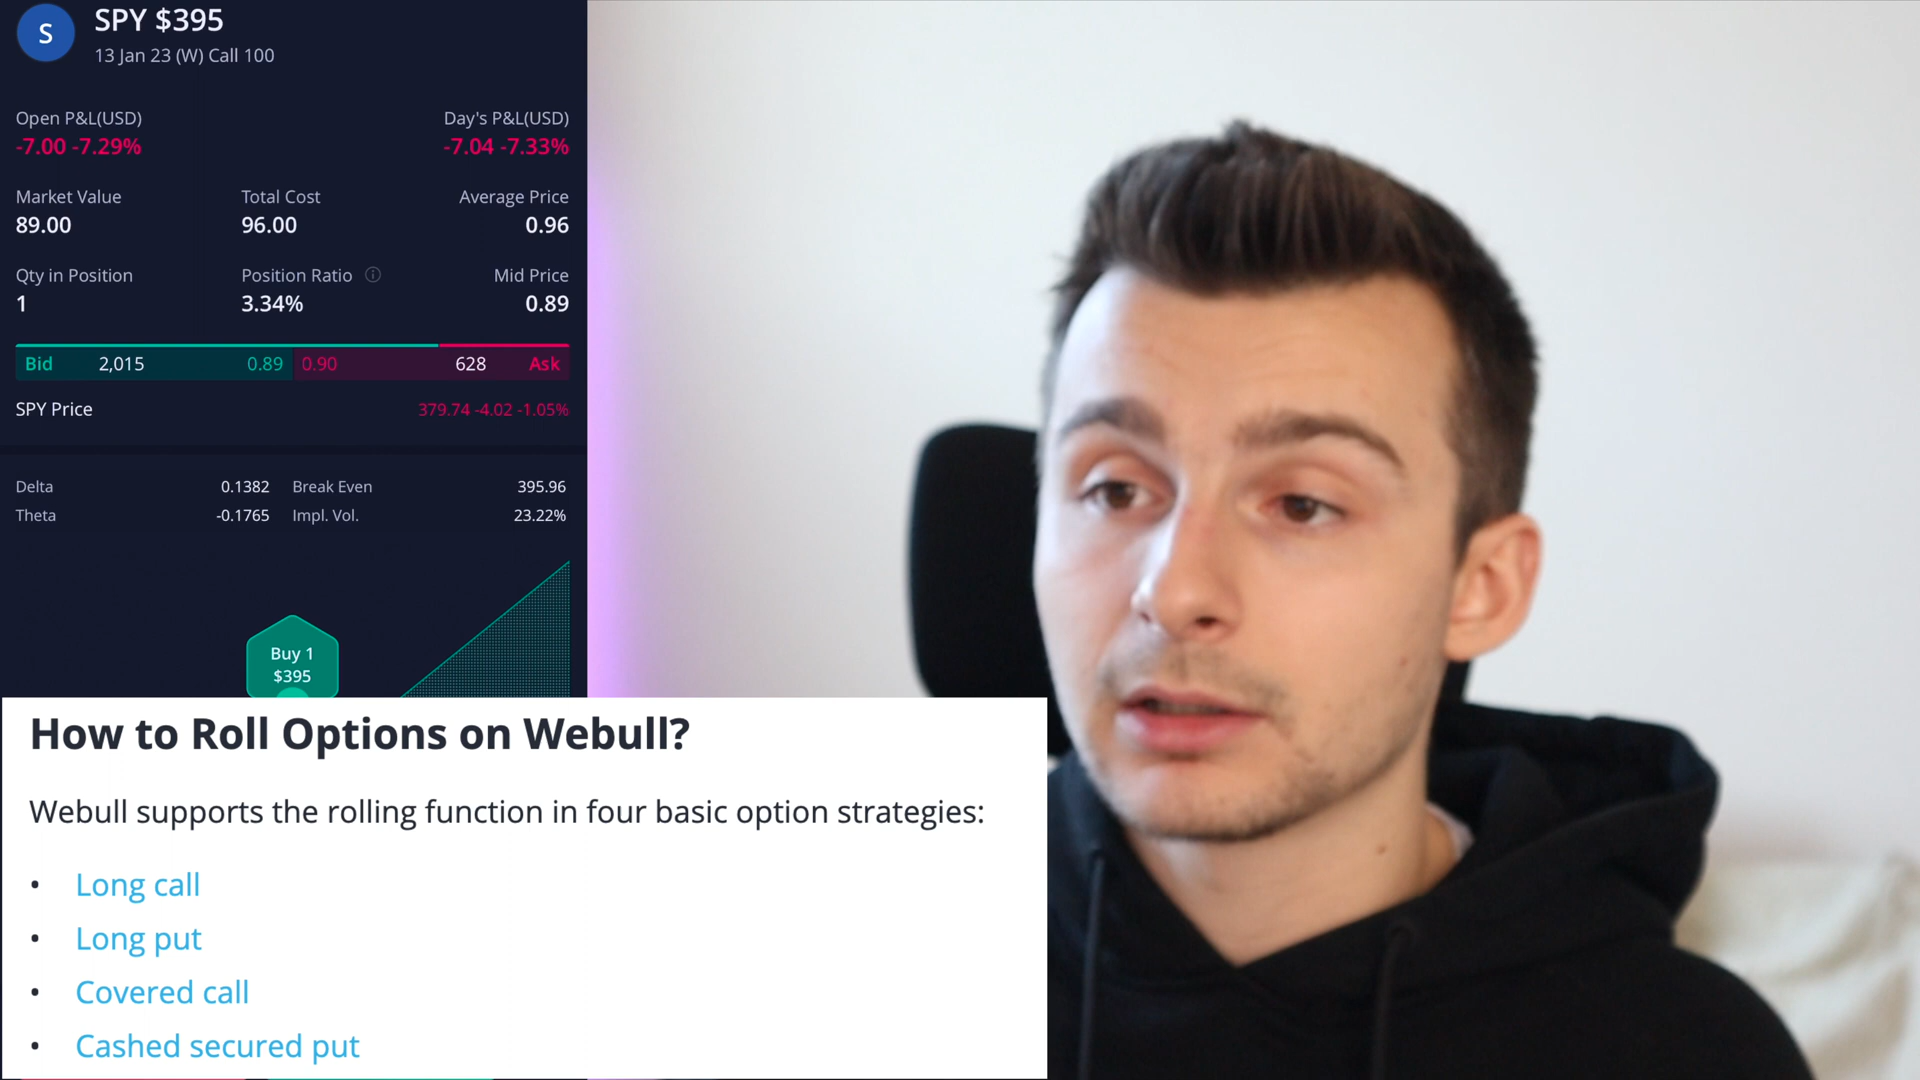 S
SPY $395
13 Jan 23 (W) Call 100
Open P&L(USD) Day's P&L(USD)
-7.00 -7.29% -7.04 -7.33%
Market Value Total Cost Average Price
89.00 96.00 0.96
Qty in Position Position Ratio Mid Price
1 3.34% 0.89
Bid 2,015 0.89 0.90 628 Ask
SPY Price 379.74 -4.02 -1.05%
Delta 0.1382 Break Even 395.96
Theta -0.1765 Impl. Vol. 23.22%
Buy 1
$395
How to Roll Options on Webull?
Webull supports the rolling function in four basic option strategies:
• Long call
• Long put
• Covered call
• Cashed secured put